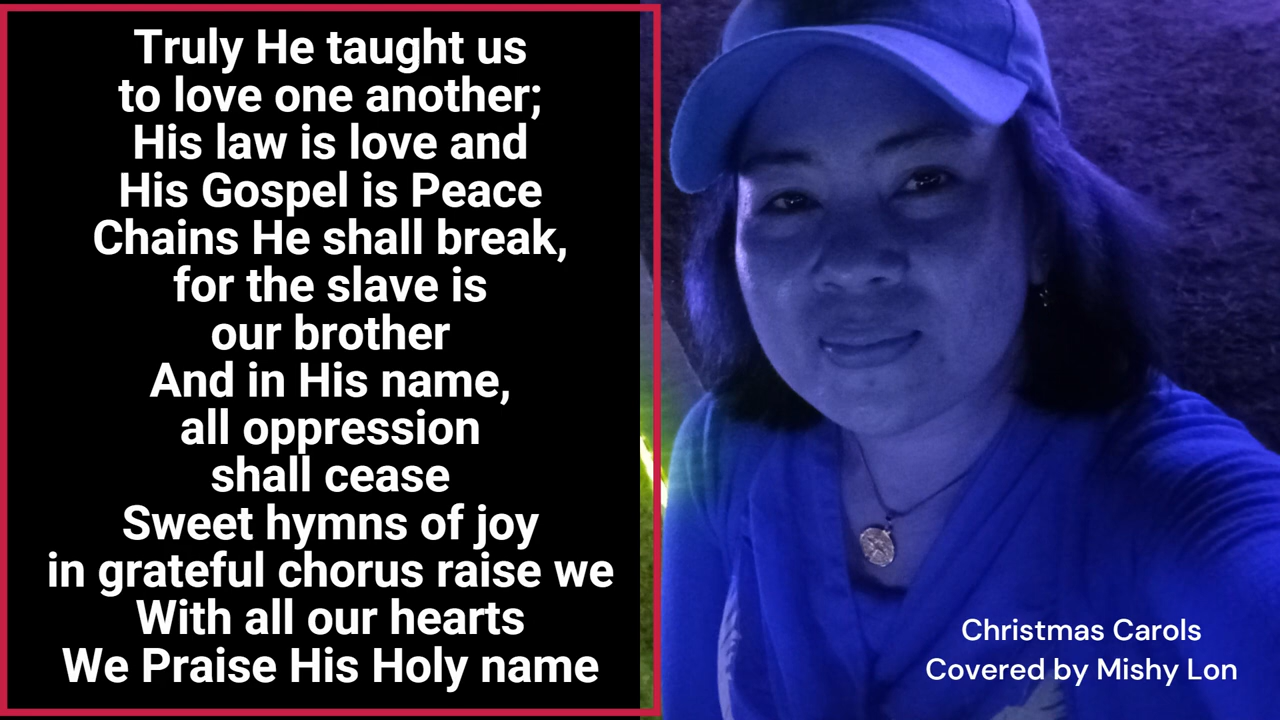 Truly He taught us
to love one another;
His law is love and
His Gospel is Peace
Chains He shall break,
for the slave is
our brother
And in His name,
all oppression
shall cease
Sweet hymns of joy
in grateful chorus raise we
With all our hearts
We Praise His Holy name
Christmas Carols
Covered by Mishy Lon